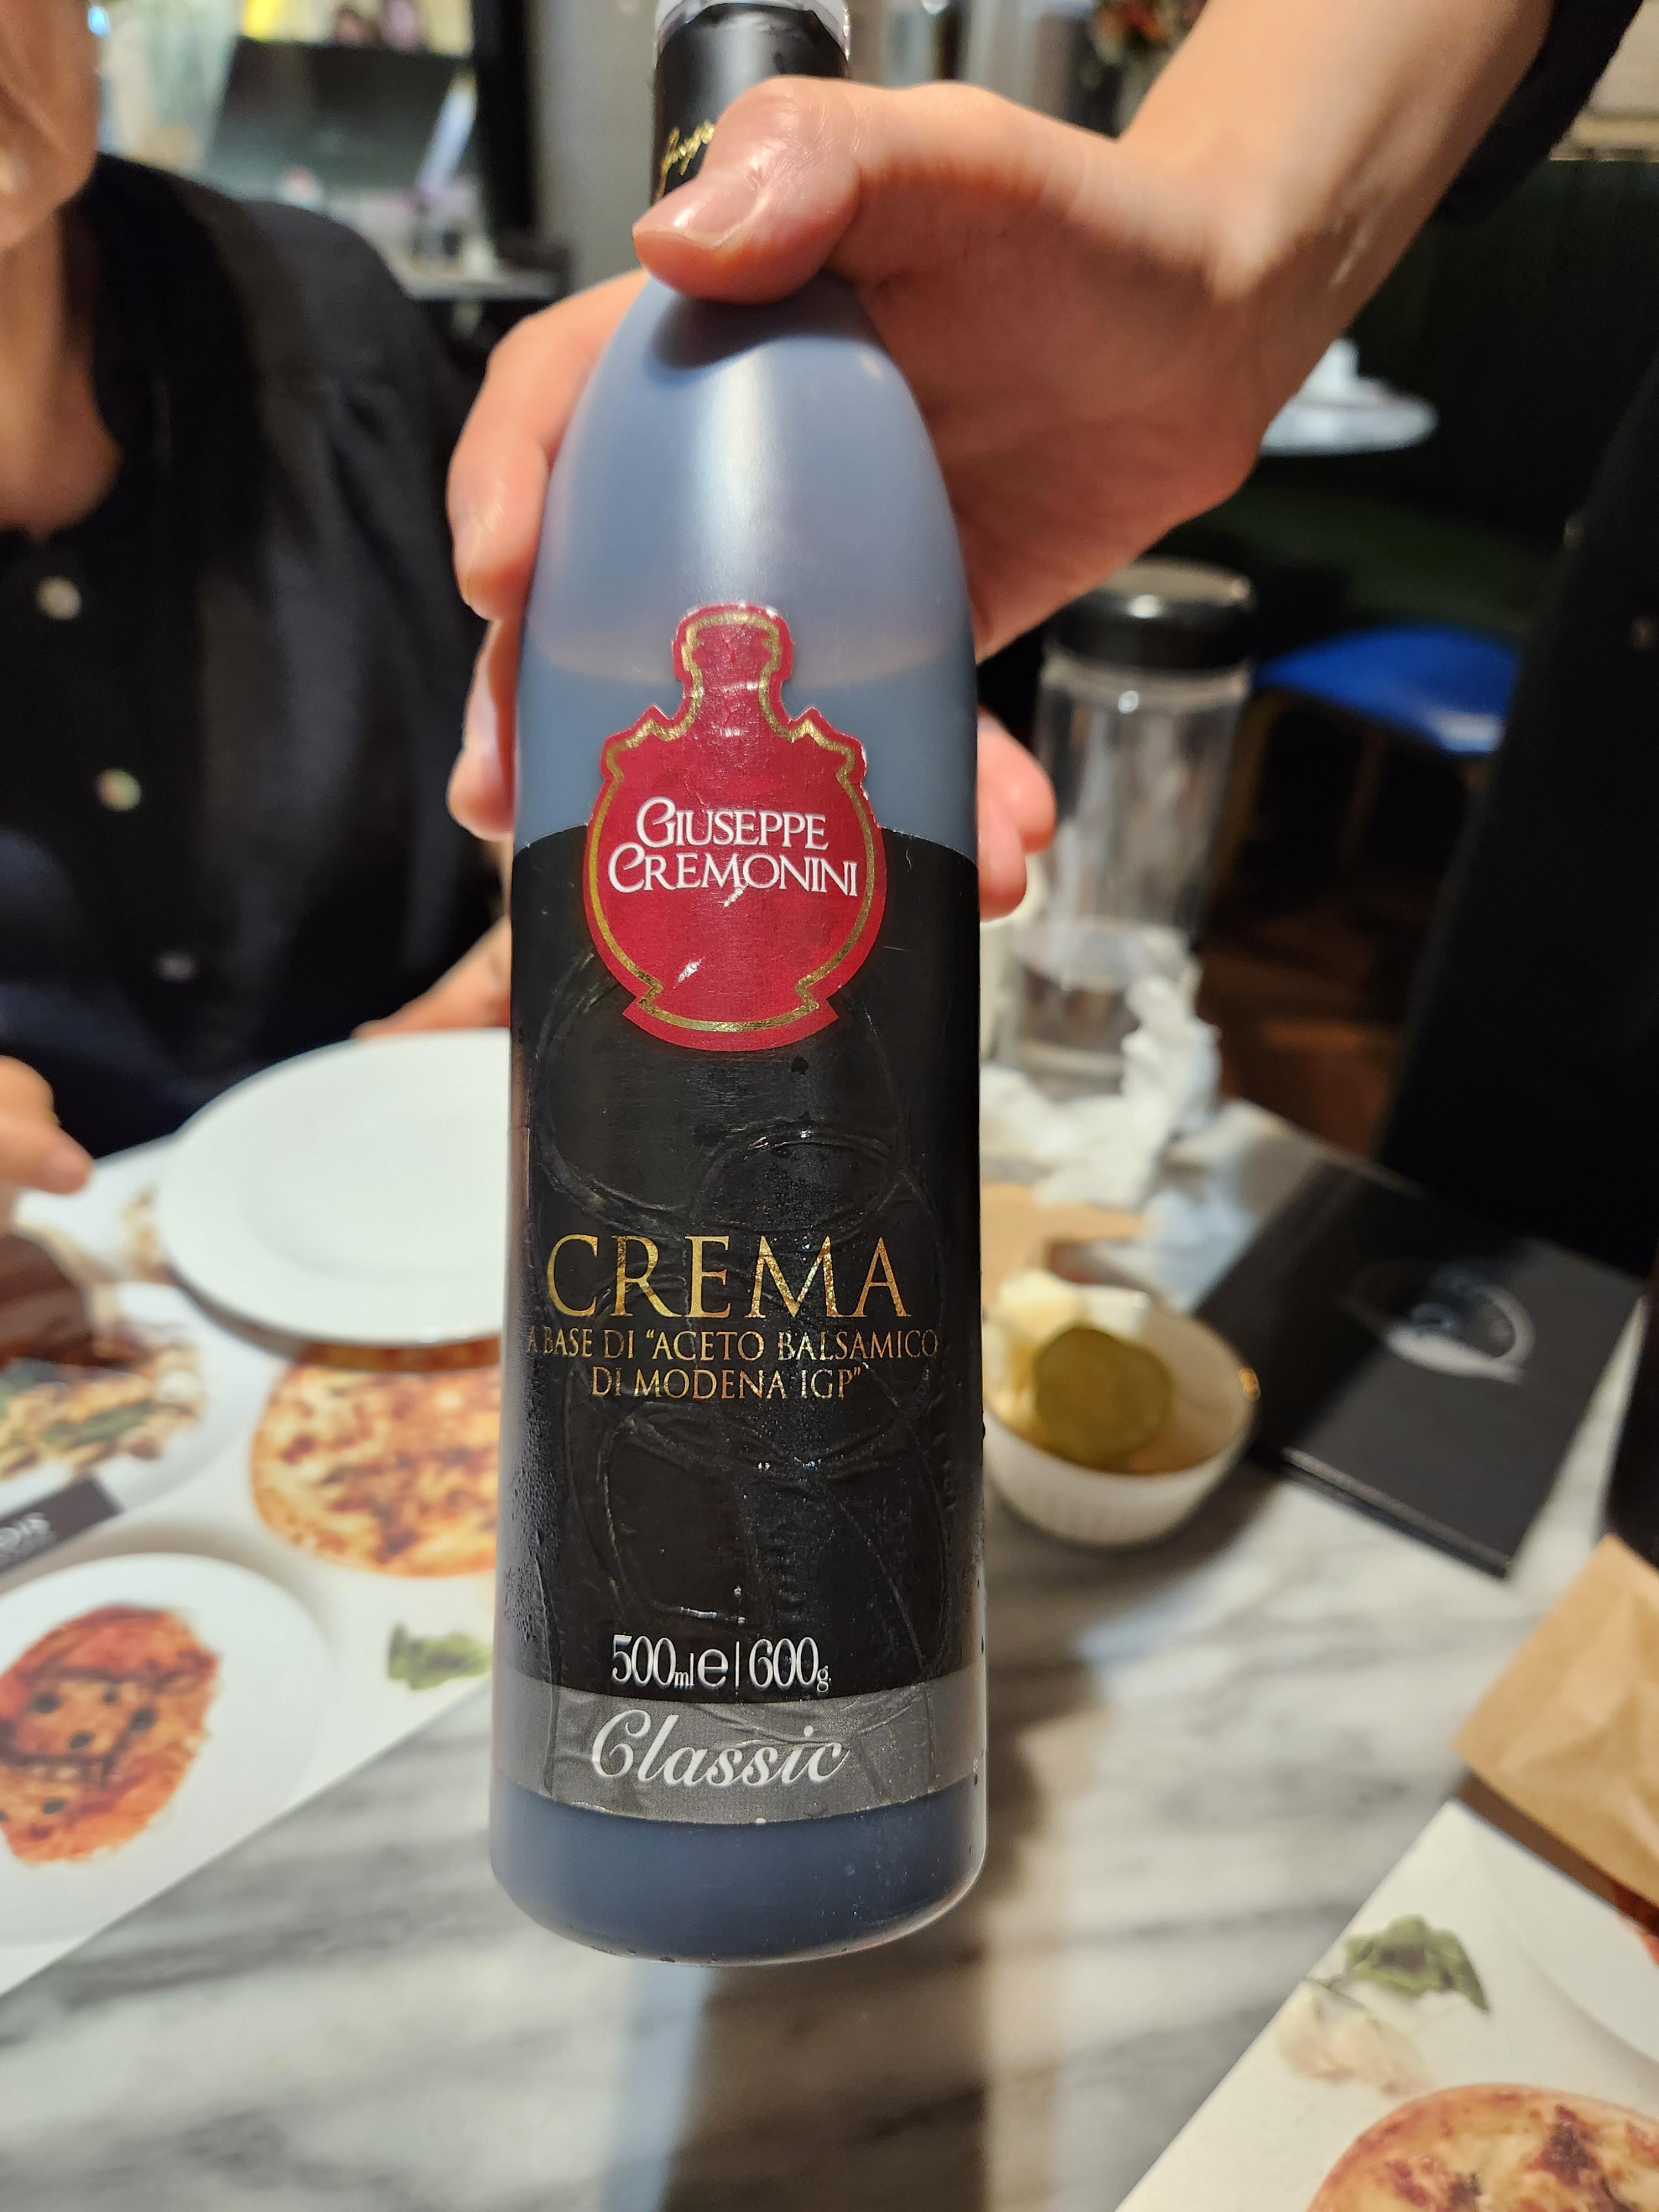 GIUSEPPE
CREMONINI
CREMA
A BASE DI "ACETO BALSAMICO
DI MODENA IGP"
500ml e | 600g
Classic